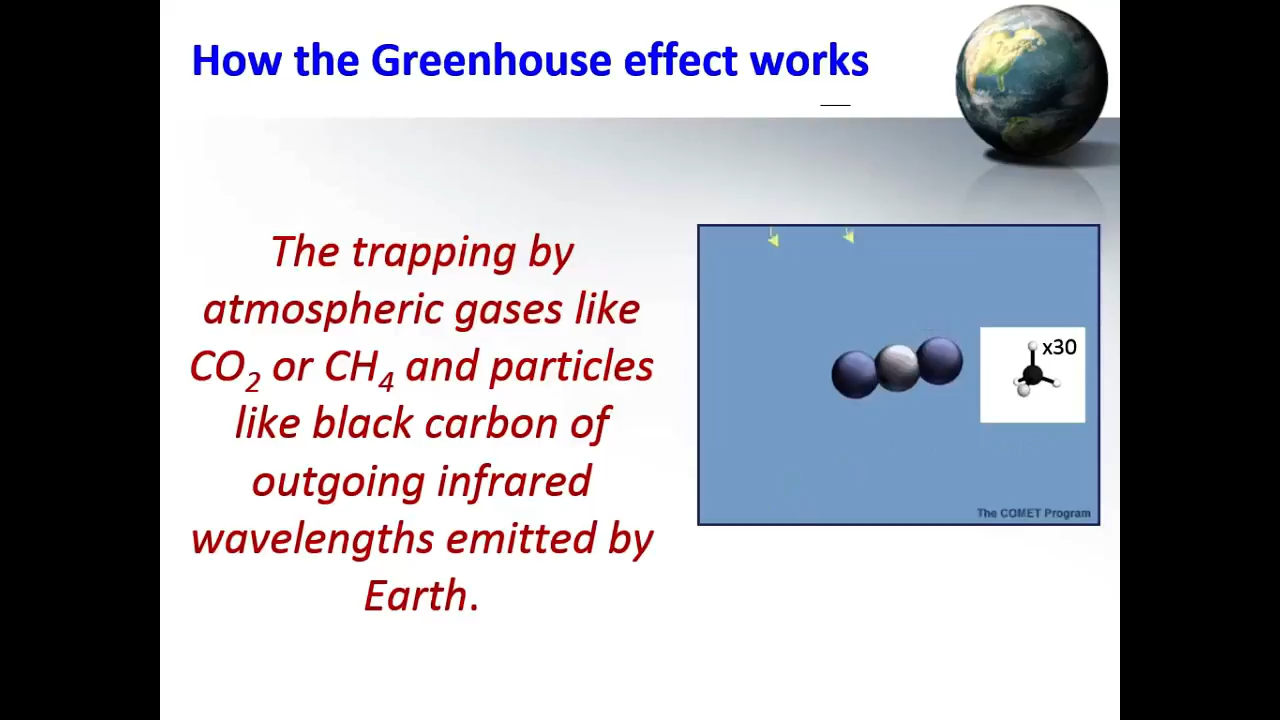 How the Greenhouse effect works
The trapping by
atmospheric gases like
CO₂ or CH₄ and particles
like black carbon of
outgoing infrared
wavelengths emitted by
Earth.
x30
The COMET Program